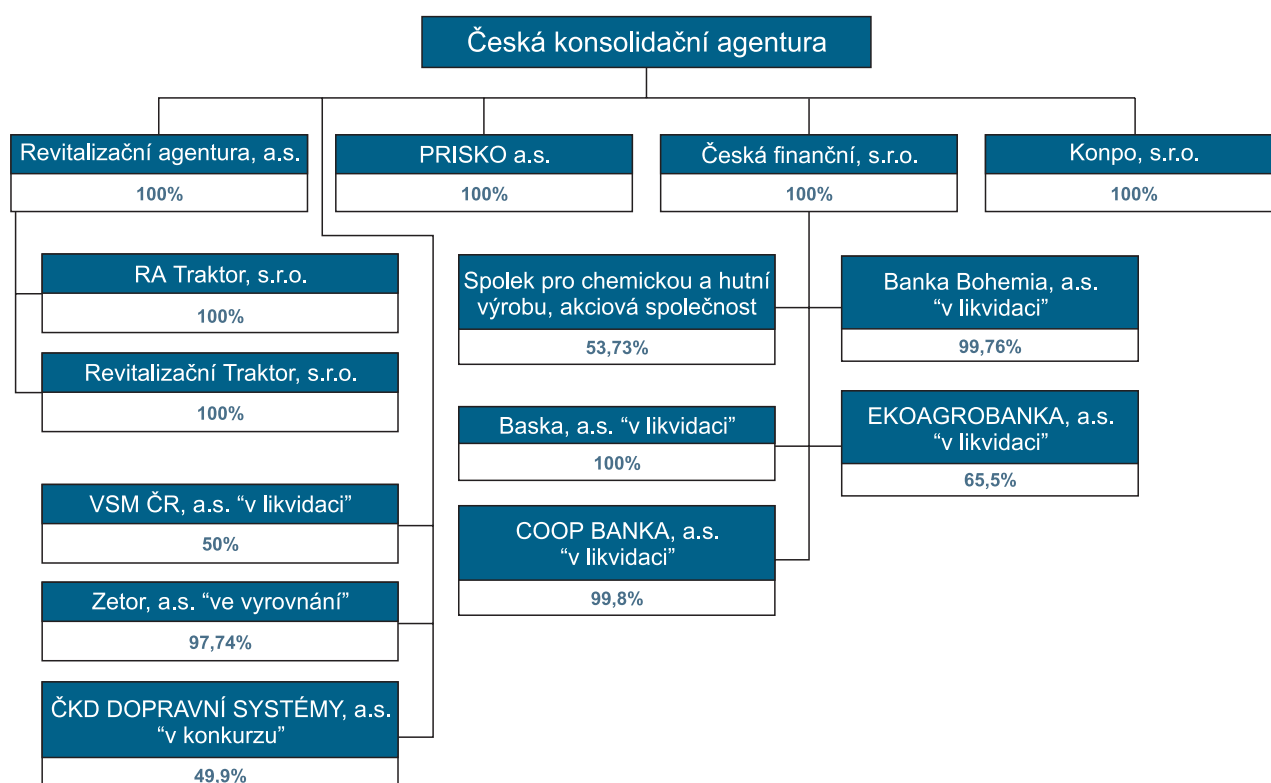 Česká konsolidační agentura
Revitalizační agentura, a.s.
100%
PRISKO a.s.
100%
Česká finanční, s.r.o.
100%
Konpo, s.r.o.
100%
RA Traktor, s.r.o.
100%
Revitalizační Traktor, s.r.o.
100%
VSM ČR, a.s. “v likvidaci”
50%
Zetor, a.s. “ve vyrovnání”
97,74%
ČKD DOPRAVNÍ SYSTÉMY, a.s.
“v konkurzu”
49,9%
Spolek pro chemickou a hutní
výrobu, akciová společnost
53,73%
Banka Bohemia, a.s.
“v likvidaci”
99,76%
Baska, a.s. “v likvidaci”
100%
EKOAGROBANKA, a.s.
“v likvidaci”
65,5%
COOP BANKA, a.s.
“v likvidaci”
99,8%